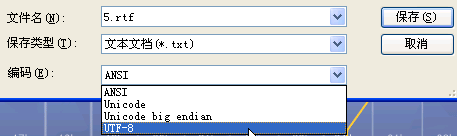 文件名(N): 5.rtf 保存(S)
保存类型(T): 文本文档(*.txt) 取消
编码(E): ANSI
ANSI
Unicode
Unicode big endian
UTF-8